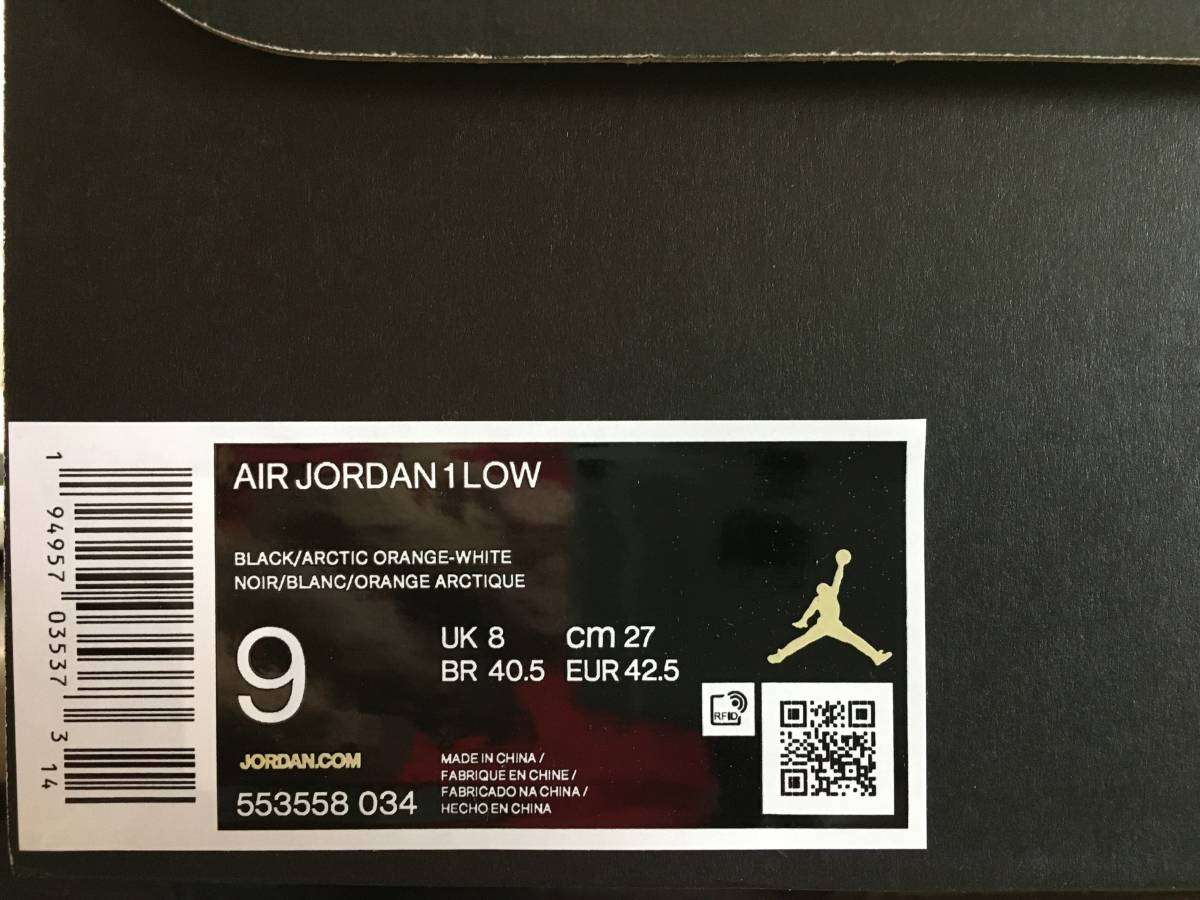 AIR JORDAN 1 LOW
BLACK/ARCTIC ORANGE-WHITE
NOIR/BLANC/ORANGE ARCTIQUE
9
UK 8 cm 27
BR 40.5 EUR 42.5
RFID
JORDAN.COM
553558 034
MADE IN CHINA /
FABRIQUÉ EN CHINE /
FABRICADO NA CHINA /
HECHO EN CHINA
1 94957 03537 3 14